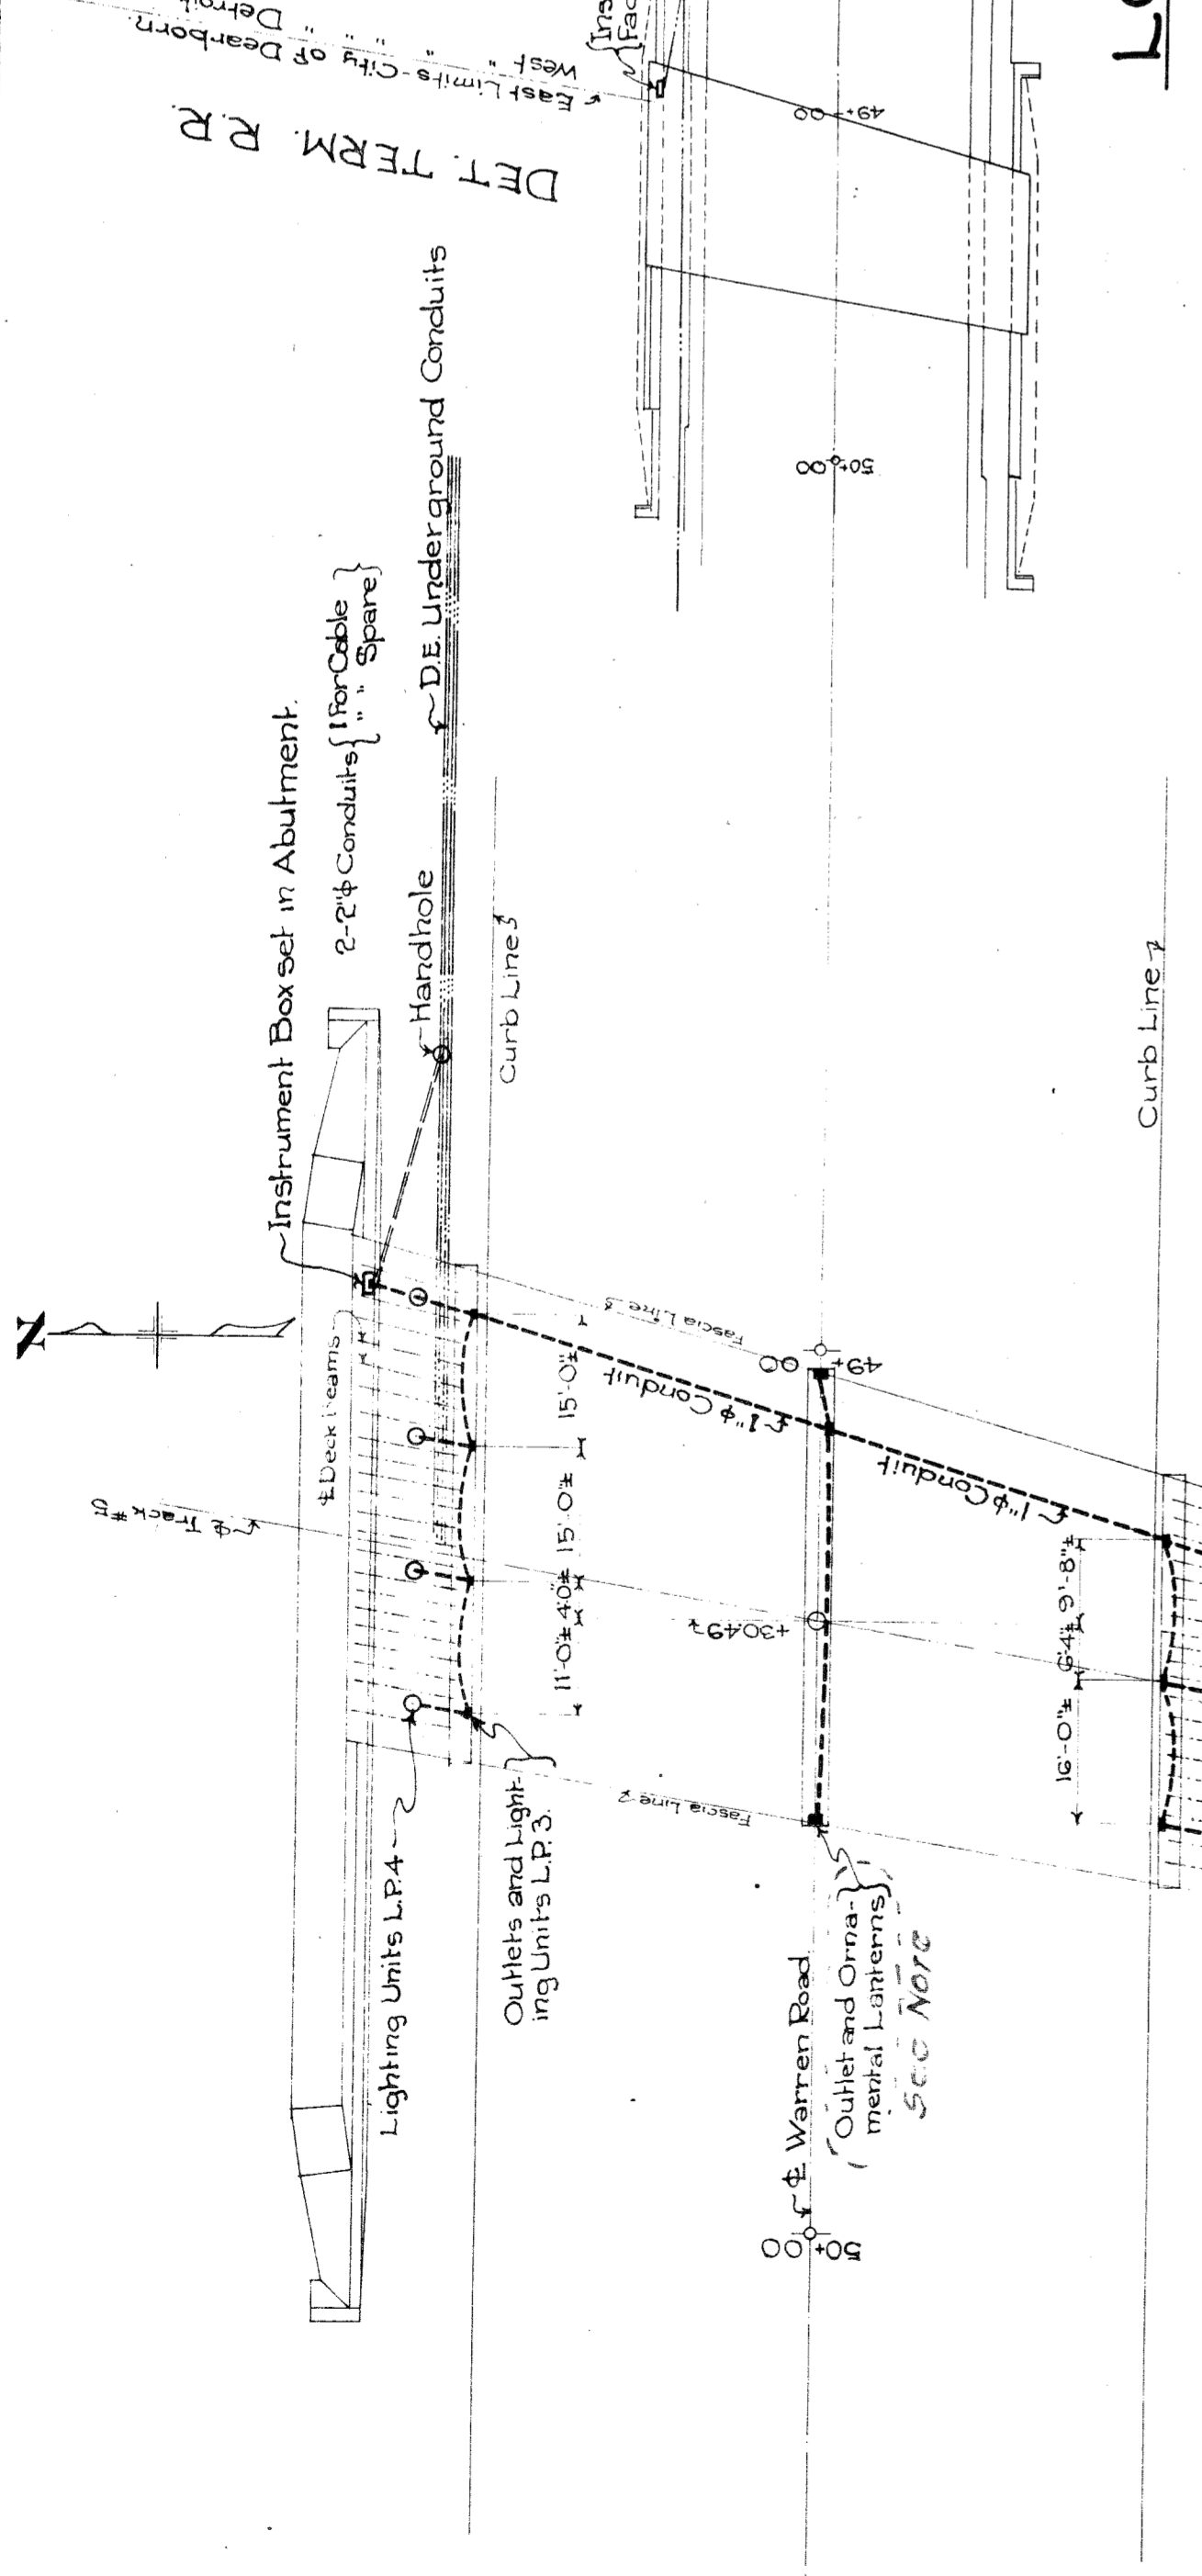 N
DET. TERM. R.R.
East Limits-City of Dearborn.
West " " " Detroit
49+00
50+00
Instrument Box set in Abutment.
2-2"ϕ Conduits { 1 For Cable
" " Spare }
D.E. Underground Conduits
Handhole
Curb Line
℄ Deck Beams
℄ Track #5
15'-0"±
15'-0"±
4'-0"±
11'-0"±
Fascia Line
1"ϕ Conduit
49+00
+30.49
1"ϕ Conduit
Curb Line
9'-8"±
6'-4"±
16'-0"±
Fascia Line
Lighting Units L.P.4
Outlets and Light-
ing Units L.P.3.
℄ Warren Road
Outlet and Orna-
mental Lanterns
See Note
50+00